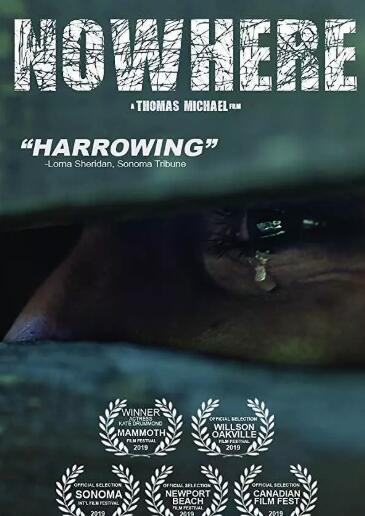 NOWHERE
A THOMAS MICHAEL FILM
“HARROWING”
-Lorna Sheridan, Sonoma Tribune
WINNER
ACTRESS
KATE DRUMMOND
MAMMOTH
FILM FESTIVAL
2019
OFFICIAL SELECTION
WILLSON
OAKVILLE
FILM FESTIVAL
2019
OFFICIAL SELECTION
SONOMA
INT'L FILM FESTIVAL
2019
OFFICIAL SELECTION
NEWPORT
BEACH
FILM FESTIVAL
2019
OFFICIAL SELECTION
CANADIAN
FILM FEST
2019